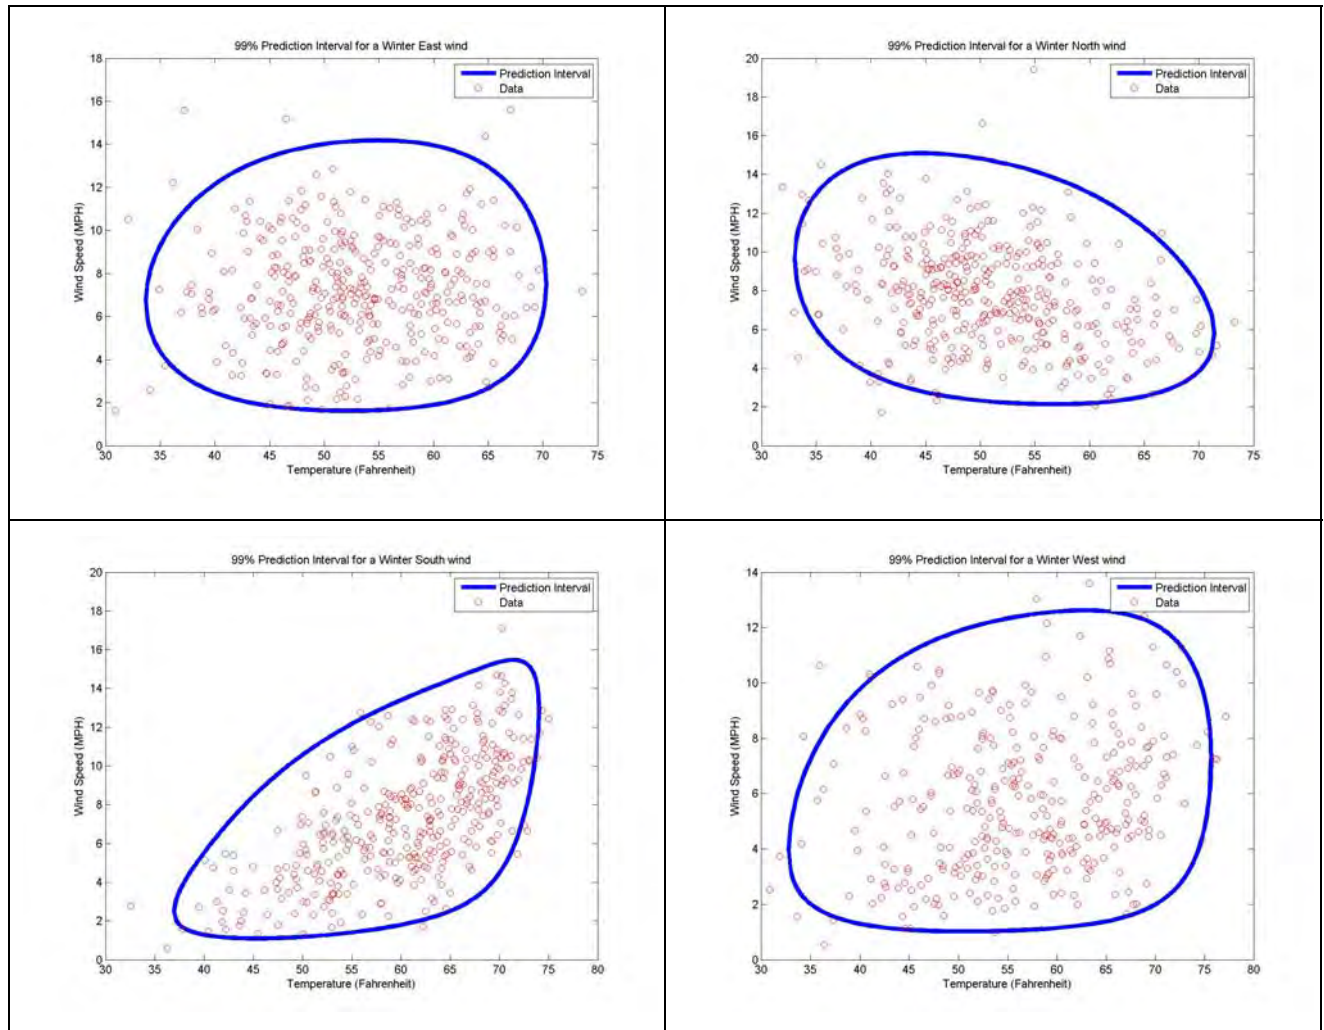 99% Prediction Interval for a Winter East wind
18
16
14
12
10
8
6
4
2
0
Wind Speed (MPH)
Prediction Interval
Data
30 35 40 45 50 55 60 65 70 75
Temperature (Fahrenheit)
99% Prediction Interval for a Winter North wind
20
18
16
14
12
10
8
6
4
2
0
Wind Speed (MPH)
Prediction Interval
Data
30 35 40 45 50 55 60 65 70 75
Temperature (Fahrenheit)
99% Prediction Interval for a Winter South wind
20
18
16
14
12
10
8
6
4
2
0
Wind Speed (MPH)
Prediction Interval
Data
30 35 40 45 50 55 60 65 70 75 80
Temperature (Fahrenheit)
99% Prediction Interval for a Winter West wind
14
12
10
8
6
4
2
0
Wind Speed (MPH)
Prediction Interval
Data
30 35 40 45 50 55 60 65 70 75 80
Temperature (Fahrenheit)